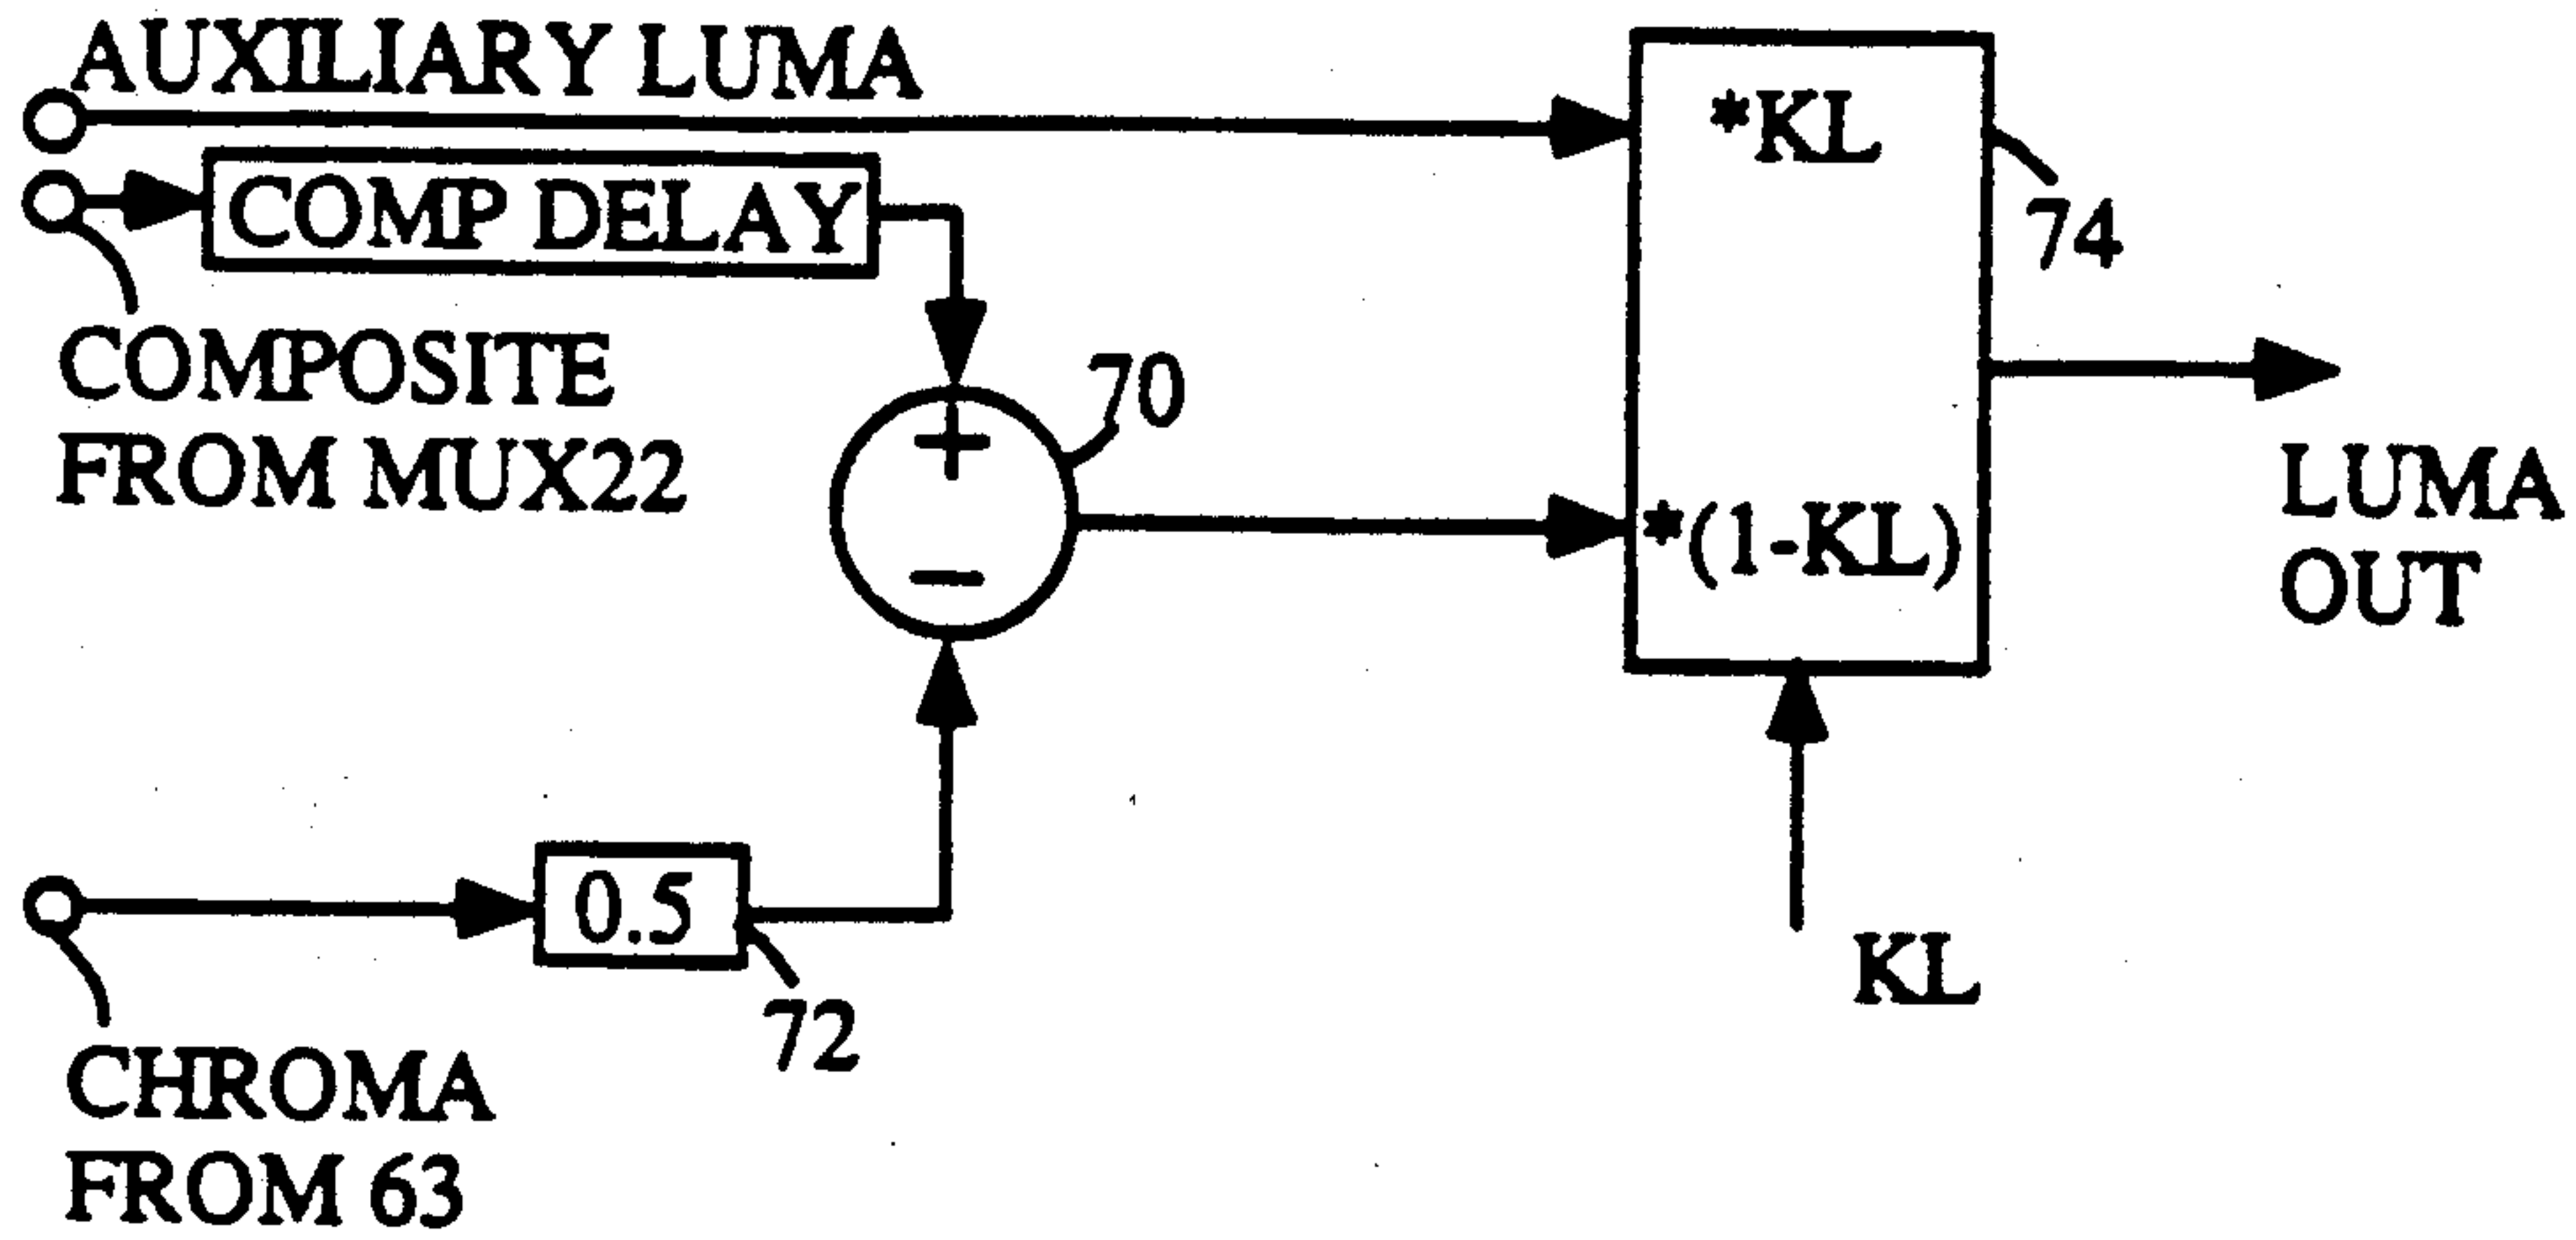 AUXILIARY LUMA
*KL
COMP DELAY
74
COMPOSITE
FROM MUX22
70
+
*(1-KL)
LUMA
OUT
−
0.5
72
KL
CHROMA
FROM 63